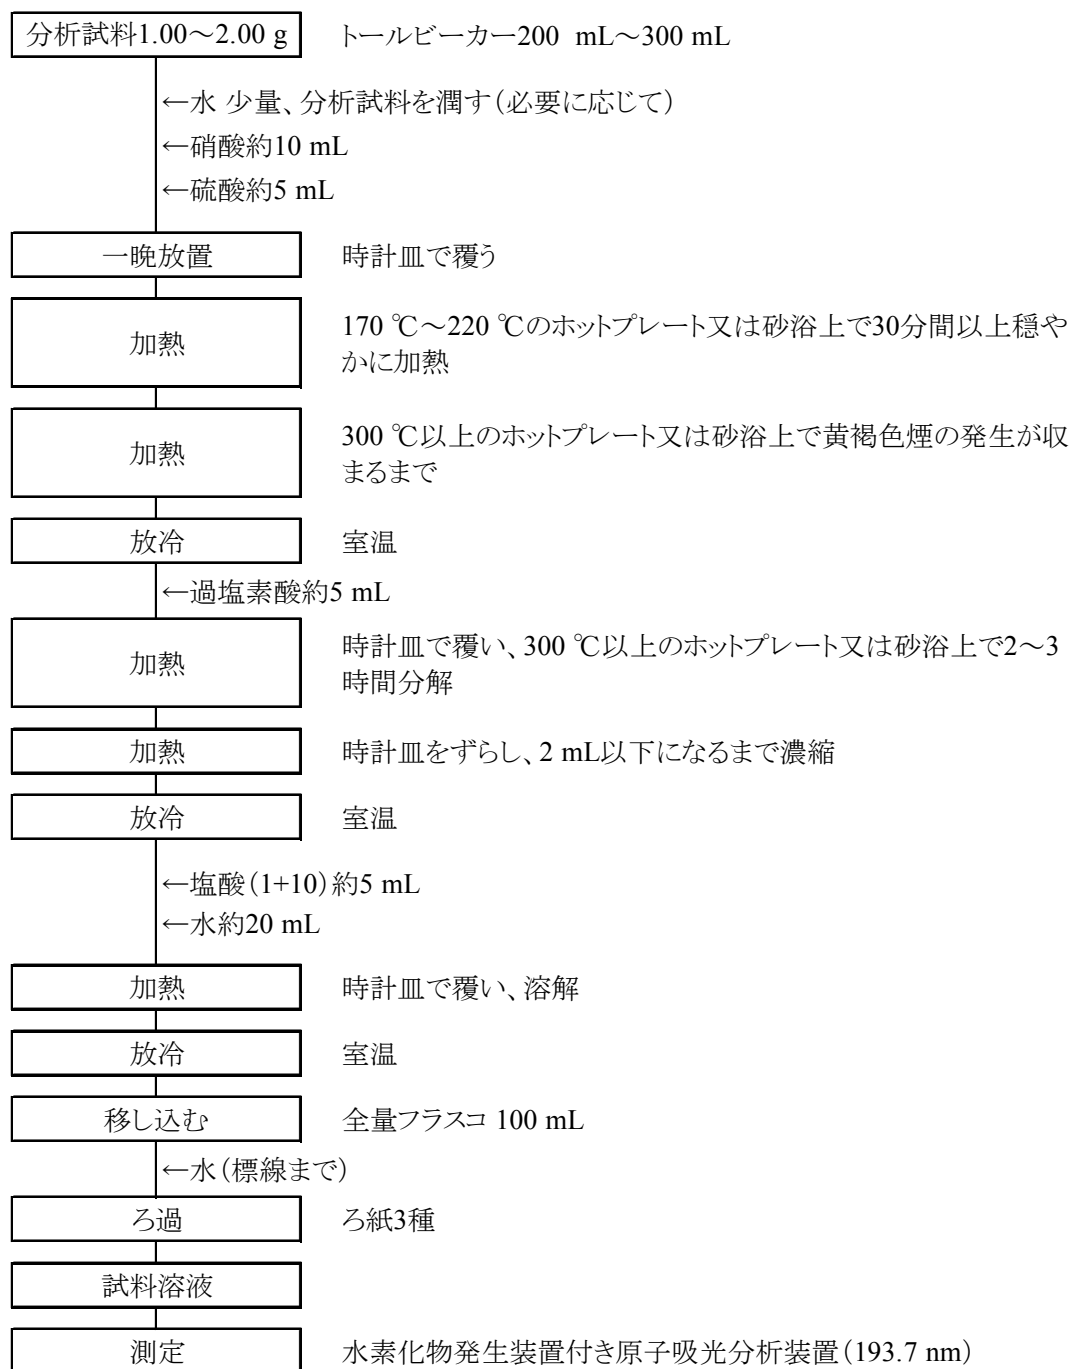 分析試料1.00～2.00 g トールビーカー200 mL～300 mL
←水 少量、分析試料を潤す（必要に応じて）
←硝酸約10 mL
←硫酸約5 mL
一晩放置 時計皿で覆う
加熱 170 ℃～220 ℃のホットプレート又は砂浴上で30分間以上穏や
かに加熱
加熱 300 ℃以上のホットプレート又は砂浴上で黄褐色煙の発生が収
まるまで
放冷 室温
←過塩素酸約5 mL
加熱 時計皿で覆い、300 ℃以上のホットプレート又は砂浴上で2～3
時間分解
加熱 時計皿をずらし、2 mL以下になるまで濃縮
放冷 室温
←塩酸（1+10）約5 mL
←水約20 mL
加熱 時計皿で覆い、溶解
放冷 室温
移し込む 全量フラスコ 100 mL
←水（標線まで）
ろ過 ろ紙3種
試料溶液
測定 水素化物発生装置付き原子吸光分析装置（193.7 nm）